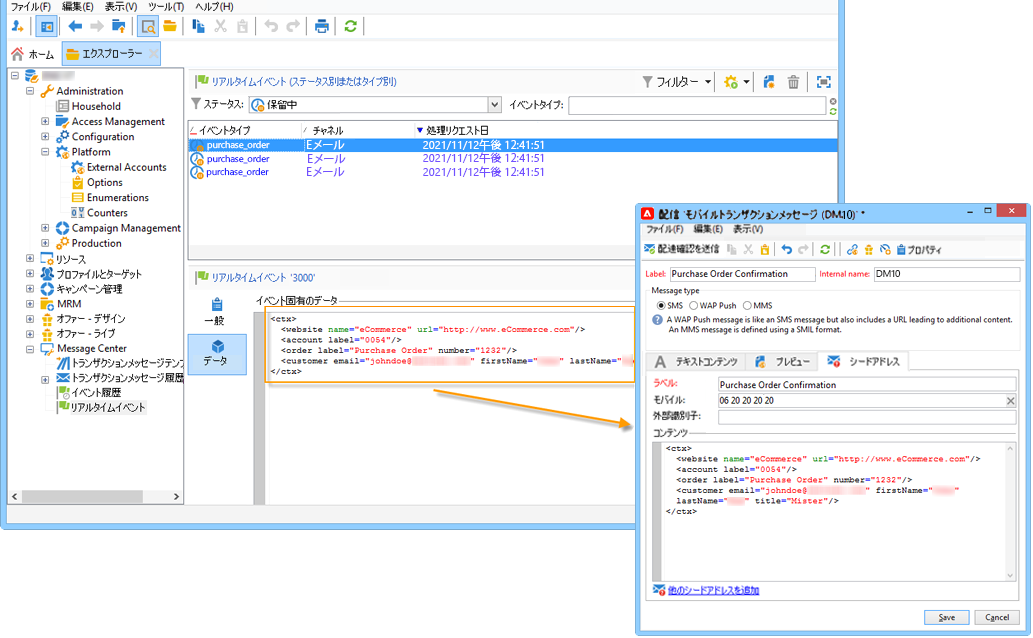 ファイル(F) 編集(E) 表示(V) ツール(T) ヘルプ(H)
ホーム エクスプローラー
Administration
Household
Access Management
Configuration
Platform
External Accounts
Options
Enumerations
Counters
Campaign Management
Production
リソース
プロファイルとターゲット
キャンペーン管理
MRM
オファー - デザイン
オファー - ライブ
Message Center
トランザクションメッセージテンプ
トランザクションメッセージ履歴
イベント履歴
リアルタイムイベント
リアルタイムイベント (ステータス別またはタイプ別)
フィルター
ステータス: 保留中 イベントタイプ:
イベントタイプ チャネル 処理リクエスト日
purchase_order Eメール 2021/11/12午後 12:41:51
purchase_order Eメール 2021/11/12午後 12:41:51
purchase_order Eメール 2021/11/12午後 12:41:51
リアルタイムイベント '3000'
一般
データ
イベント固有のデータ
<ctx>
<website name="eCommerce" url="http://www.eCommerce.com"/>
<account label="0054"/>
<order label="Purchase Order" number="1232"/>
<customer email="johndoe@ firstName=" " lastName="
</ctx>
配信 'モバイルトランザクションメッセージ (DM10)' *
ファイル(F) 編集(E) 表示(V)
配達確認を送信 プロパティ
Label: Purchase Order Confirmation Internal name: DM10
Message type
SMS WAP Push MMS
A WAP Push message is like an SMS message but also includes a URL leading to additional content.
An MMS message is defined using a SMIL format.
テキストコンテンツ プレビュー シードアドレス
ラベル: Purchase Order Confirmation
モバイル: 06 20 20 20 20
外部識別子:
コンテンツ
<ctx>
<website name="eCommerce" url="http://www.eCommerce.com"/>
<account label="0054"/>
<order label="Purchase Order" number="1232"/>
<customer email="johndoe@ " firstName=" "
lastName=" " title="Mister"/>
</ctx>
他のシードアドレスを追加
Save Cancel